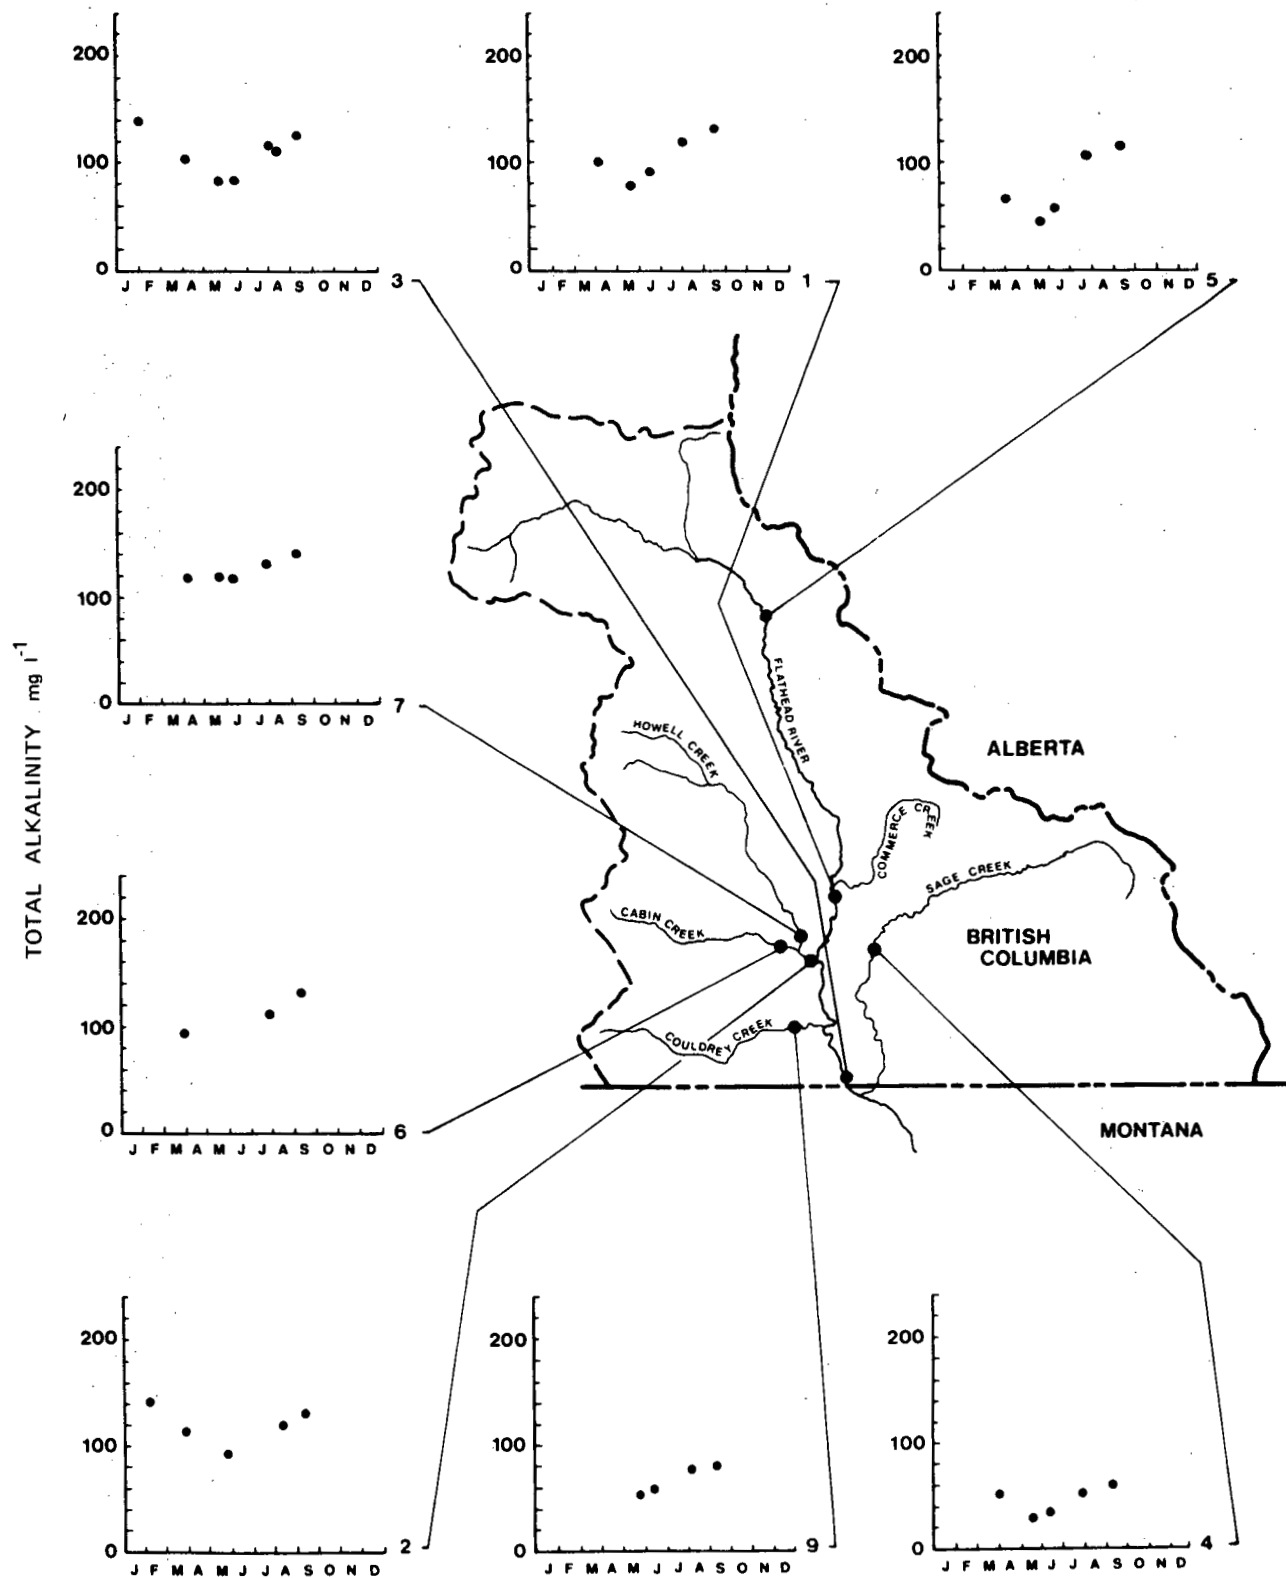 200
100
0
J F M A M J J A S O N D
3
200
100
0
J F M A M J J A S O N D
1
200
100
0
J F M A M J J A S O N D
5
200
100
0
J F M A M J J A S O N D
7
TOTAL ALKALINITY mg l⁻¹
HOWELL CREEK
FLATHEAD RIVER
ALBERTA
COMMERCE CREEK
SAGE CREEK
CABIN CREEK
BRITISH
COLUMBIA
COULDREY CREEK
MONTANA
200
100
0
J F M A M J J A S O N D
6
200
100
0
J F M A M J J A S O N D
2
200
100
0
J F M A M J J A S O N D
9
200
100
0
J F M A M J J A S O N D
4